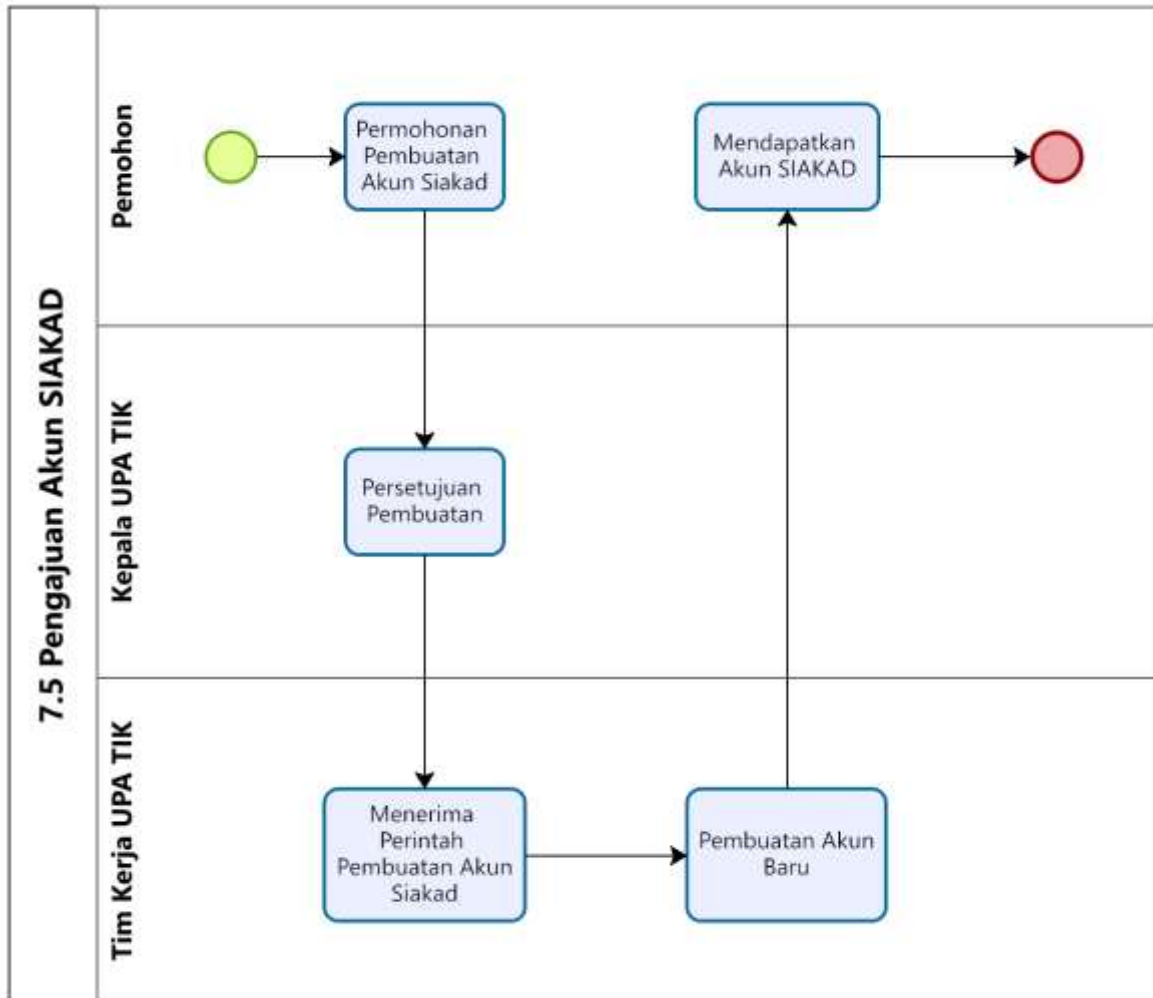 7.5 Pengajuan Akun SIAKAD
Pemohon
Permohonan
Pembuatan
Akun Siakad
Mendapatkan
Akun SIAKAD
Kepala UPA TIK
Persetujuan
Pembuatan
Tim Kerja UPA TIK
Menerima
Perintah
Pembuatan Akun
Siakad
Pembuatan Akun
Baru